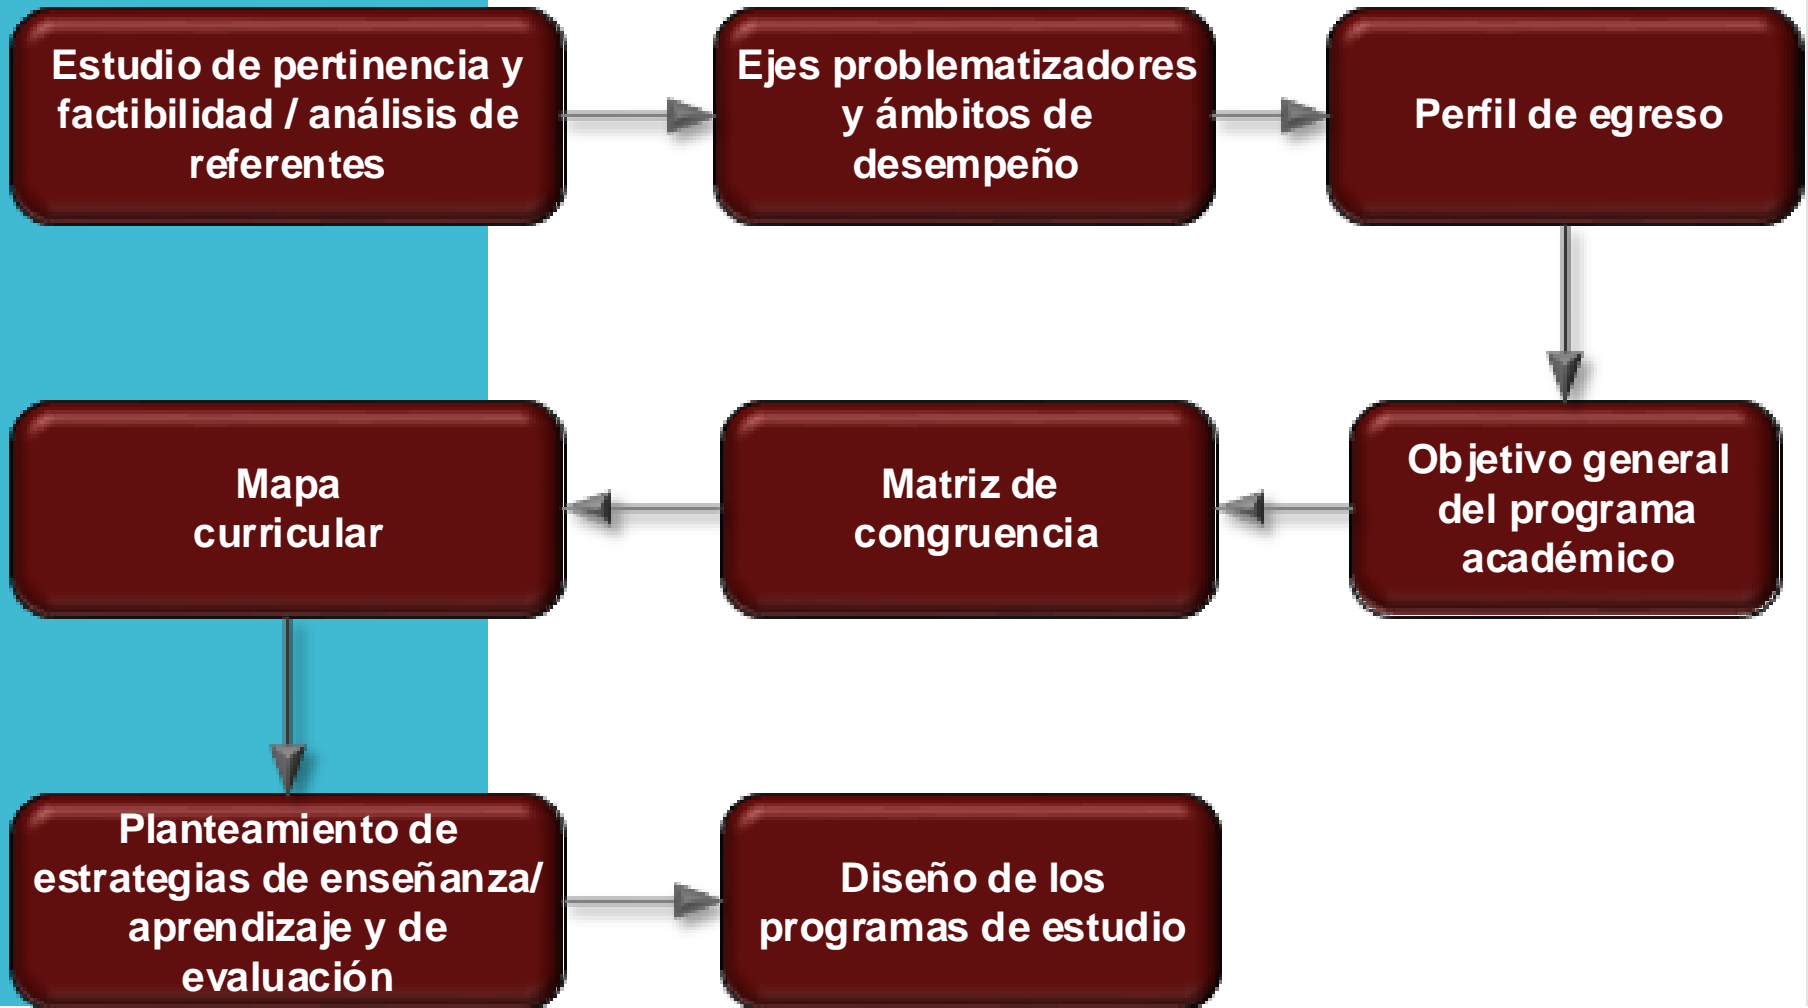 Estudio de pertinencia y
factibilidad / análisis de
referentes
Ejes problematizadores
y ámbitos de
desempeño
Perfil de egreso
Objetivo general
del programa
académico
Matriz de
congruencia
Mapa
curricular
Planteamiento de
estrategias de enseñanza/
aprendizaje y de
evaluación
Diseño de los
programas de estudio